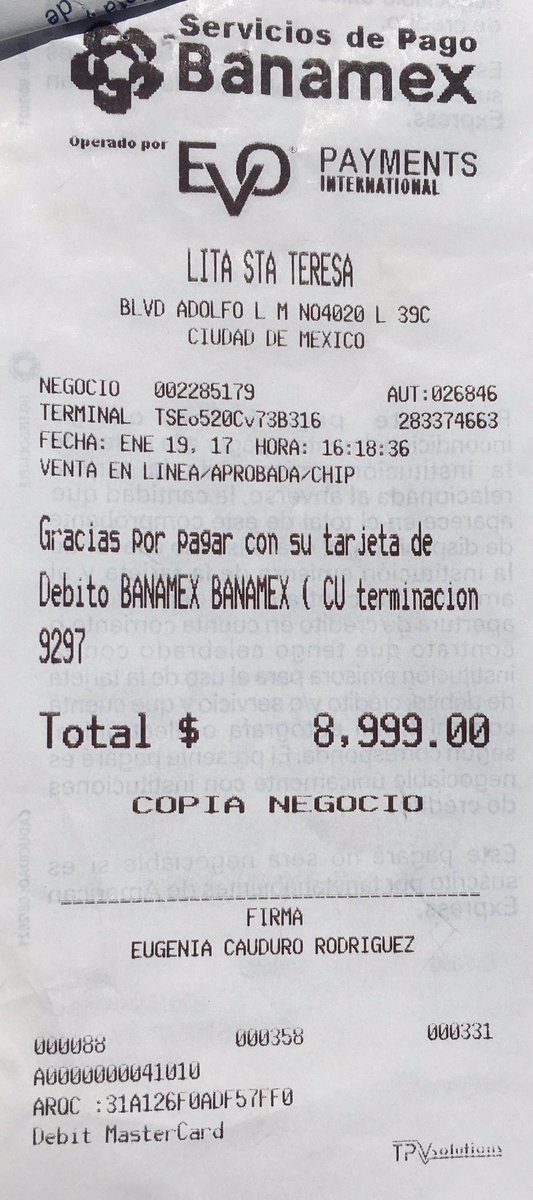 Servicios de Pago
Banamex
Operado por
EVO PAYMENTS
INTERNATIONAL
LITA STA TERESA
BLVD ADOLFO L M NO4020 L 39C
CIUDAD DE MEXICO
NEGOCIO 002285179 AUT:026846
TERMINAL TSEo520Cv73B316 283374663
FECHA: ENE 19, 17 HORA: 16:18:36
VENTA EN LINEA/APROBADA/CHIP
Gracias por pagar con su tarjeta de
Debito BANAMEX BANAMEX ( CU terminacion
9297
Total $ 8,999.00
COPIA NEGOCIO
FIRMA
EUGENIA CAUDURO RODRIGUEZ
000088 000358 000331
A0000000041010
ARQC :31A126F0ADF57FF0
Debit MasterCard
TPVsolutions